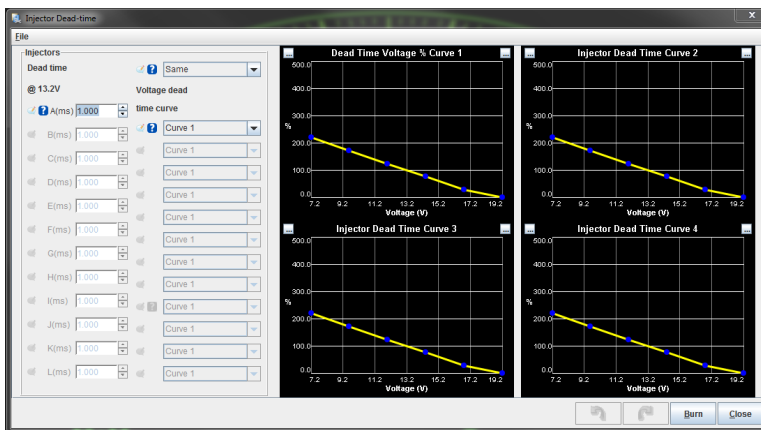 Injector Dead-time
X
File
Injectors
Dead time
Same
@ 13.2V
Voltage dead
time curve
A(ms) 1.000
Curve 1
B(ms) 1.000
Curve 1
C(ms) 1.000
Curve 1
D(ms) 1.000
Curve 1
E(ms) 1.000
Curve 1
F(ms) 1.000
Curve 1
G(ms) 1.000
Curve 1
H(ms) 1.000
Curve 1
I(ms) 1.000
Curve 1
J(ms) 1.000
Curve 1
K(ms) 1.000
Curve 1
L(ms) 1.000
Curve 1
... Dead Time Voltage % Curve 1 ...
500.0
400.0
300.0
%
200.0
100.0
0.0
7.2 9.2 11.2 13.2 15.2 17.2 19.2
Voltage (V)
... Injector Dead Time Curve 2 ...
500.0
400.0
300.0
%
200.0
100.0
0.0
7.2 9.2 11.2 13.2 15.2 17.2 19.2
Voltage (V)
... Injector Dead Time Curve 3 ...
500.0
400.0
300.0
%
200.0
100.0
0.0
7.2 9.2 11.2 13.2 15.2 17.2 19.2
Voltage (V)
... Injector Dead Time Curve 4 ...
500.0
400.0
300.0
%
200.0
100.0
0.0
7.2 9.2 11.2 13.2 15.2 17.2 19.2
Voltage (V)
Burn
Close